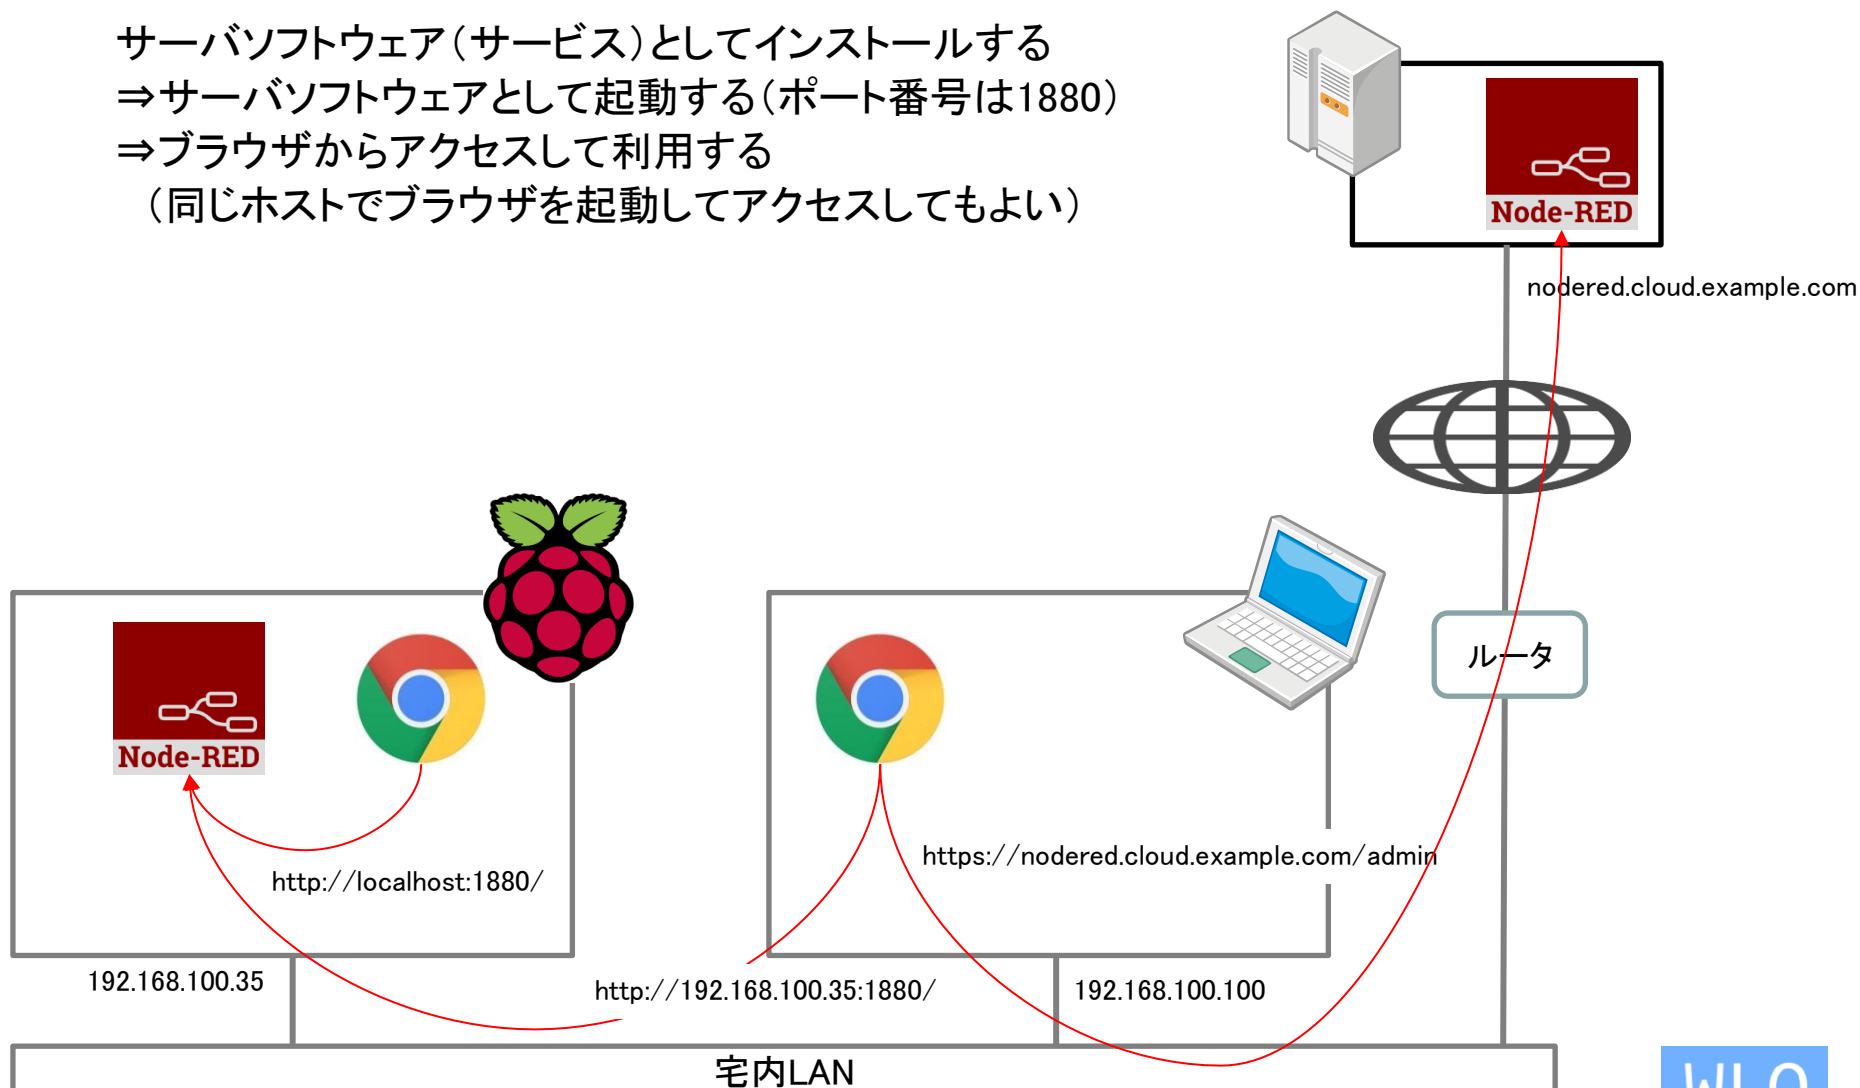 サーバソフトウェア（サービス）としてインストールする
⇒サーバソフトウェアとして起動する（ポート番号は1880）
⇒ブラウザからアクセスして利用する
（同じホストでブラウザを起動してアクセスしてもよい）
Node-RED
nodered.cloud.example.com
ルータ
Node-RED
https://nodered.cloud.example.com/admin
http://localhost:1880/
192.168.100.35
http://192.168.100.35:1880/
192.168.100.100
宅内LAN